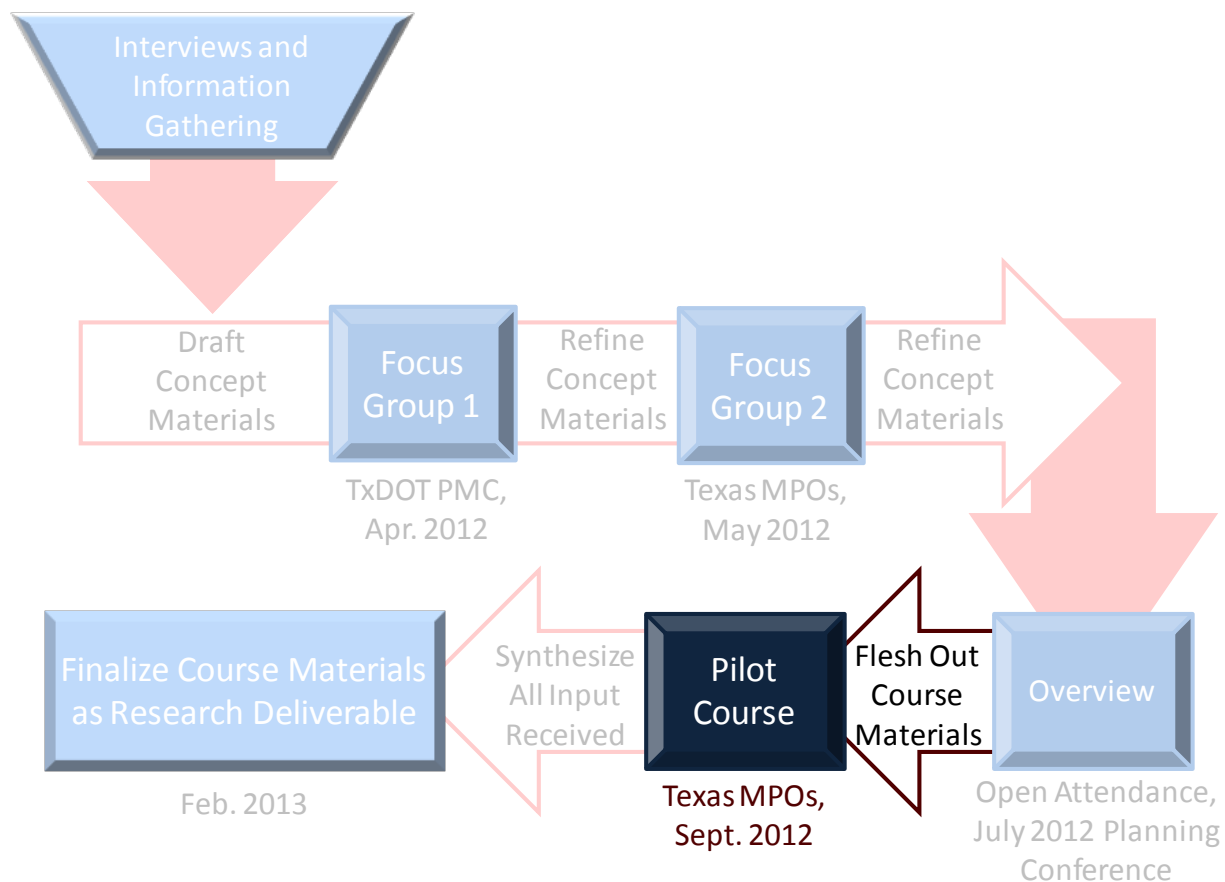 Interviews and
Information
Gathering
Draft
Concept
Materials
Focus
Group 1
Refine
Concept
Materials
Focus
Group 2
Refine
Concept
Materials
TxDOT PMC,
Apr. 2012
Texas MPOs,
May 2012
Finalize Course Materials
as Research Deliverable
Synthesize
All Input
Received
Pilot
Course
Flesh Out
Course
Materials
Overview
Feb. 2013
Texas MPOs,
Sept. 2012
Open Attendance,
July 2012 Planning
Conference